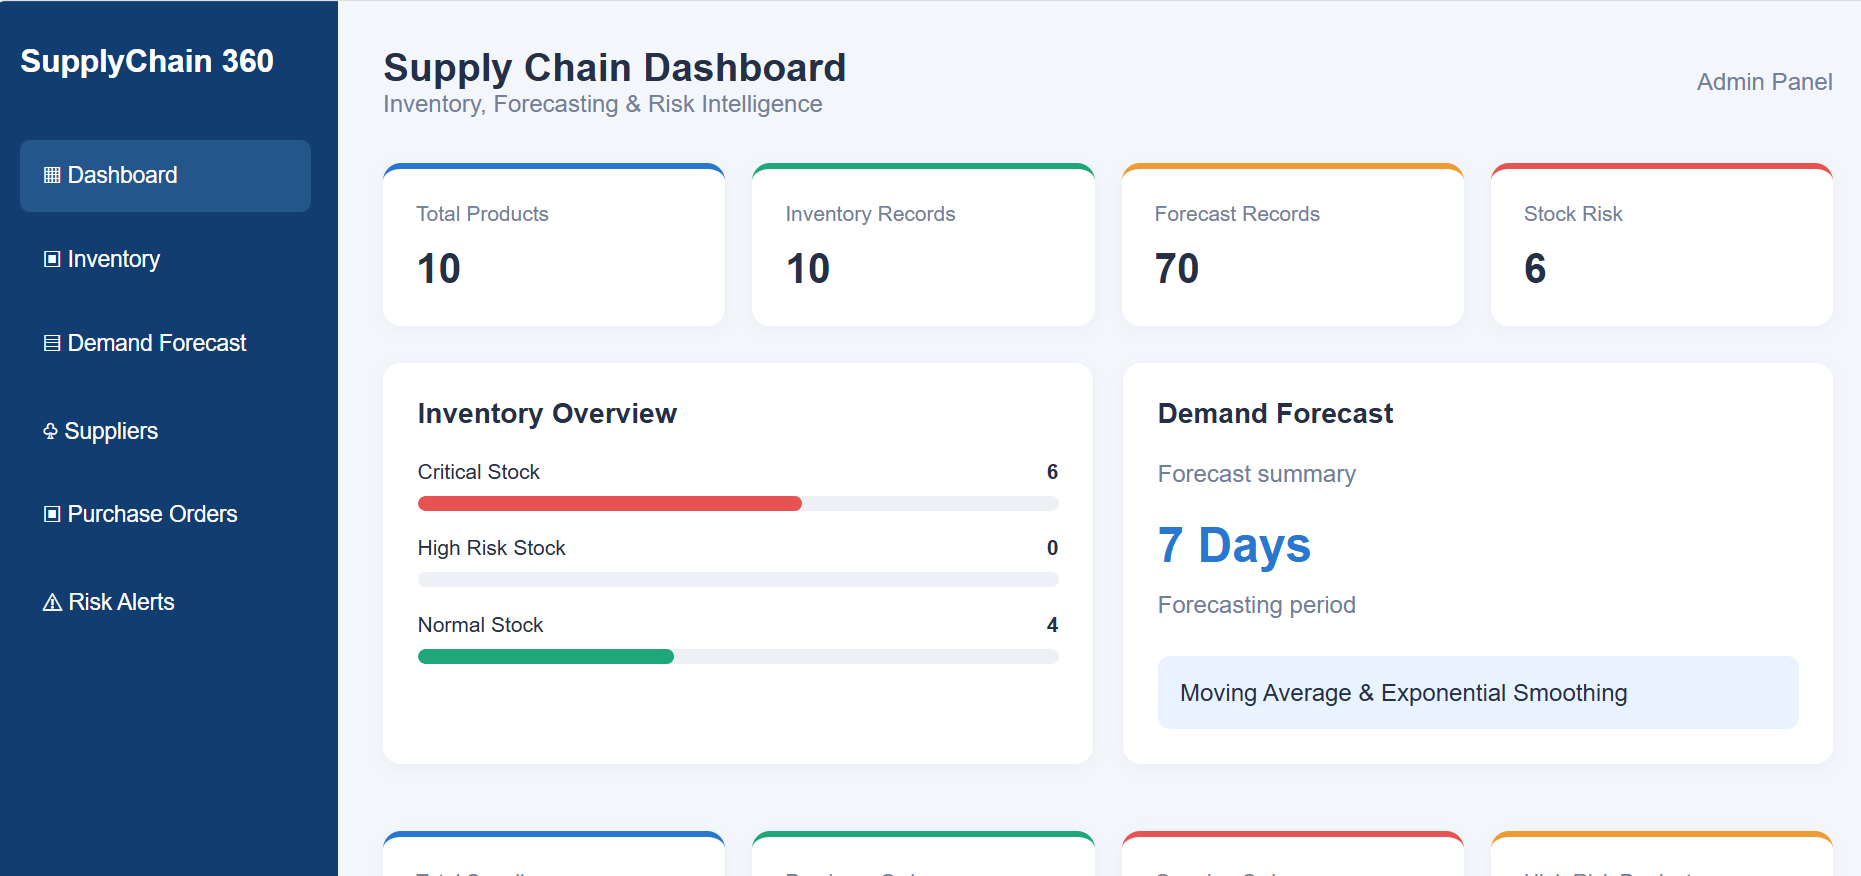 SupplyChain 360
Dashboard
Inventory
Demand Forecast
Suppliers
Purchase Orders
Risk Alerts
Supply Chain Dashboard
Inventory, Forecasting & Risk Intelligence
Admin Panel
Total Products
10
Inventory Records
10
Forecast Records
70
Stock Risk
6
Inventory Overview
Critical Stock 6
High Risk Stock 0
Normal Stock 4
Demand Forecast
Forecast summary
7 Days
Forecasting period
Moving Average & Exponential Smoothing